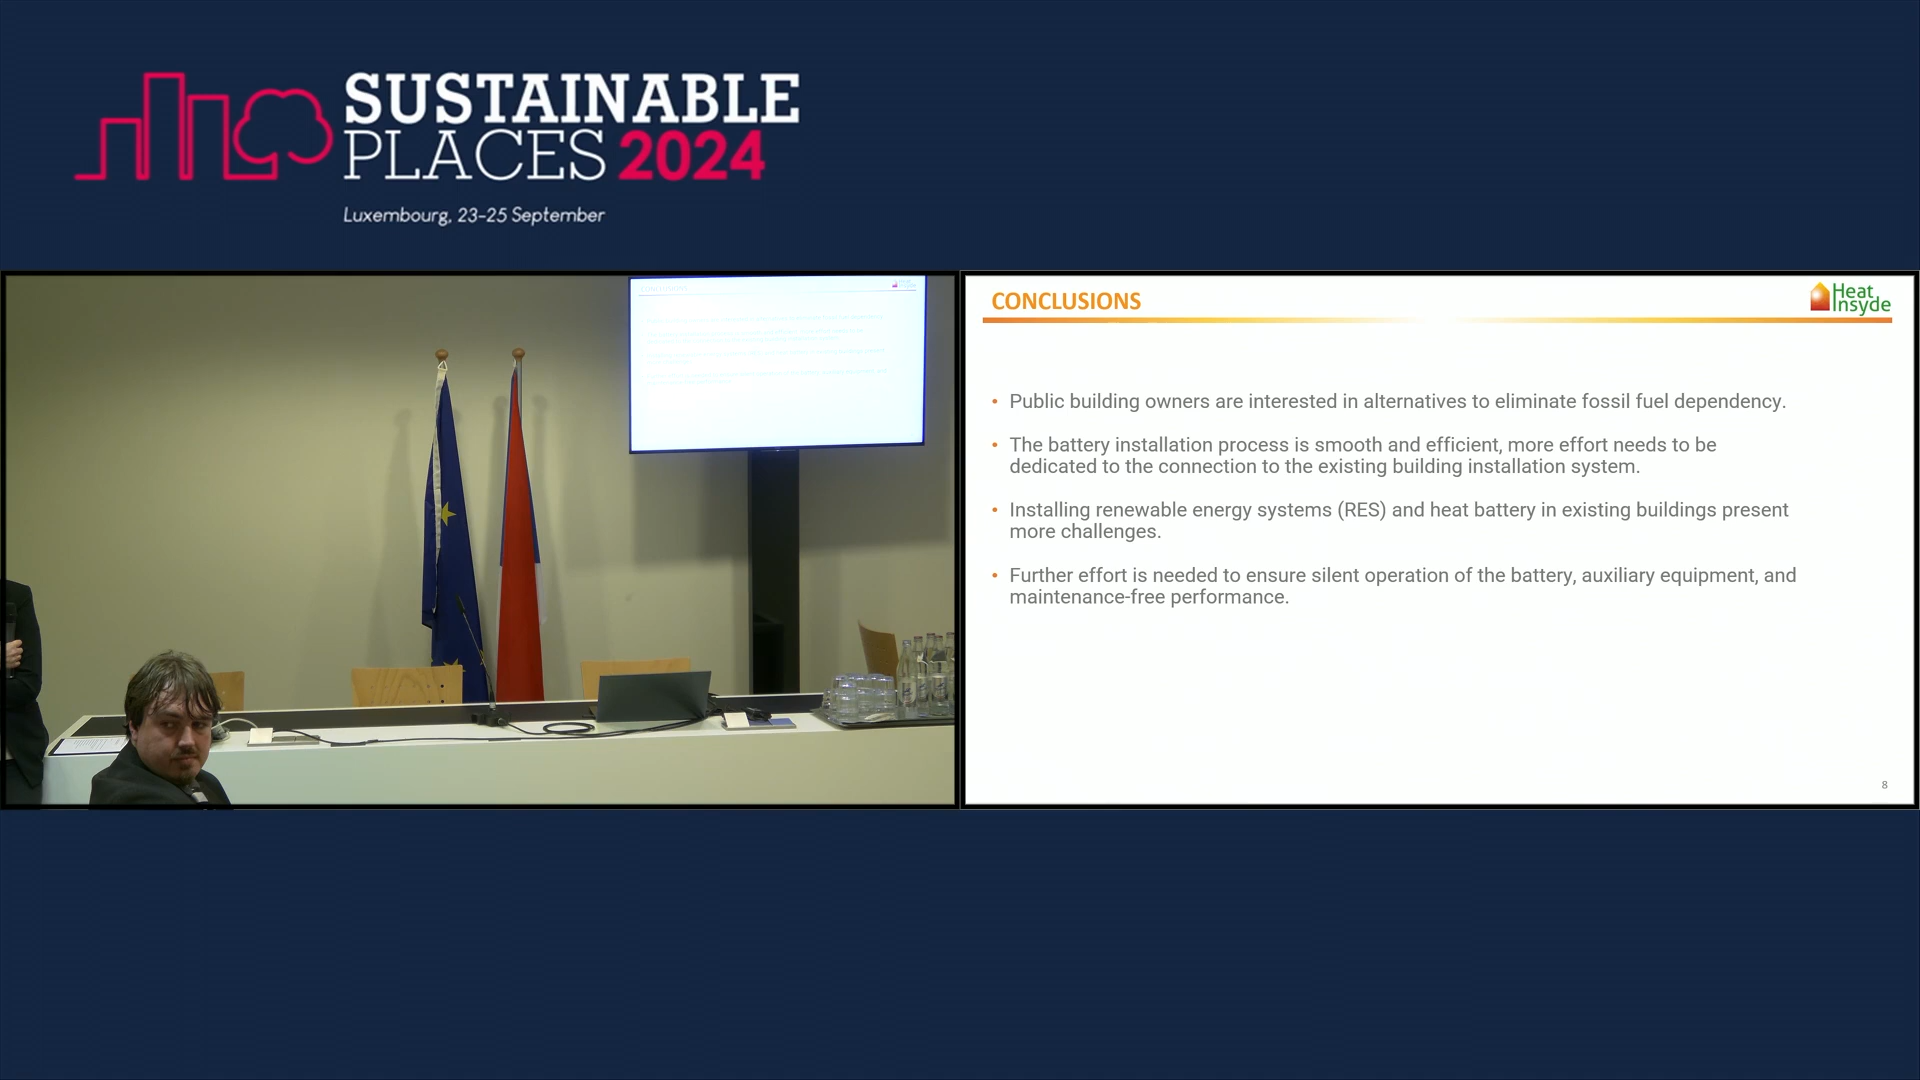 SUSTAINABLE
PLACES 2024
Luxembourg, 23-25 September
CONCLUSIONS
Heat
Insyde
• Public building owners are interested in alternatives to eliminate fossil fuel dependency.
• The battery installation process is smooth and efficient, more effort needs to be
dedicated to the connection to the existing building installation system.
• Installing renewable energy systems (RES) and heat battery in existing buildings present
more challenges.
• Further effort is needed to ensure silent operation of the battery, auxiliary equipment, and
maintenance-free performance.
8